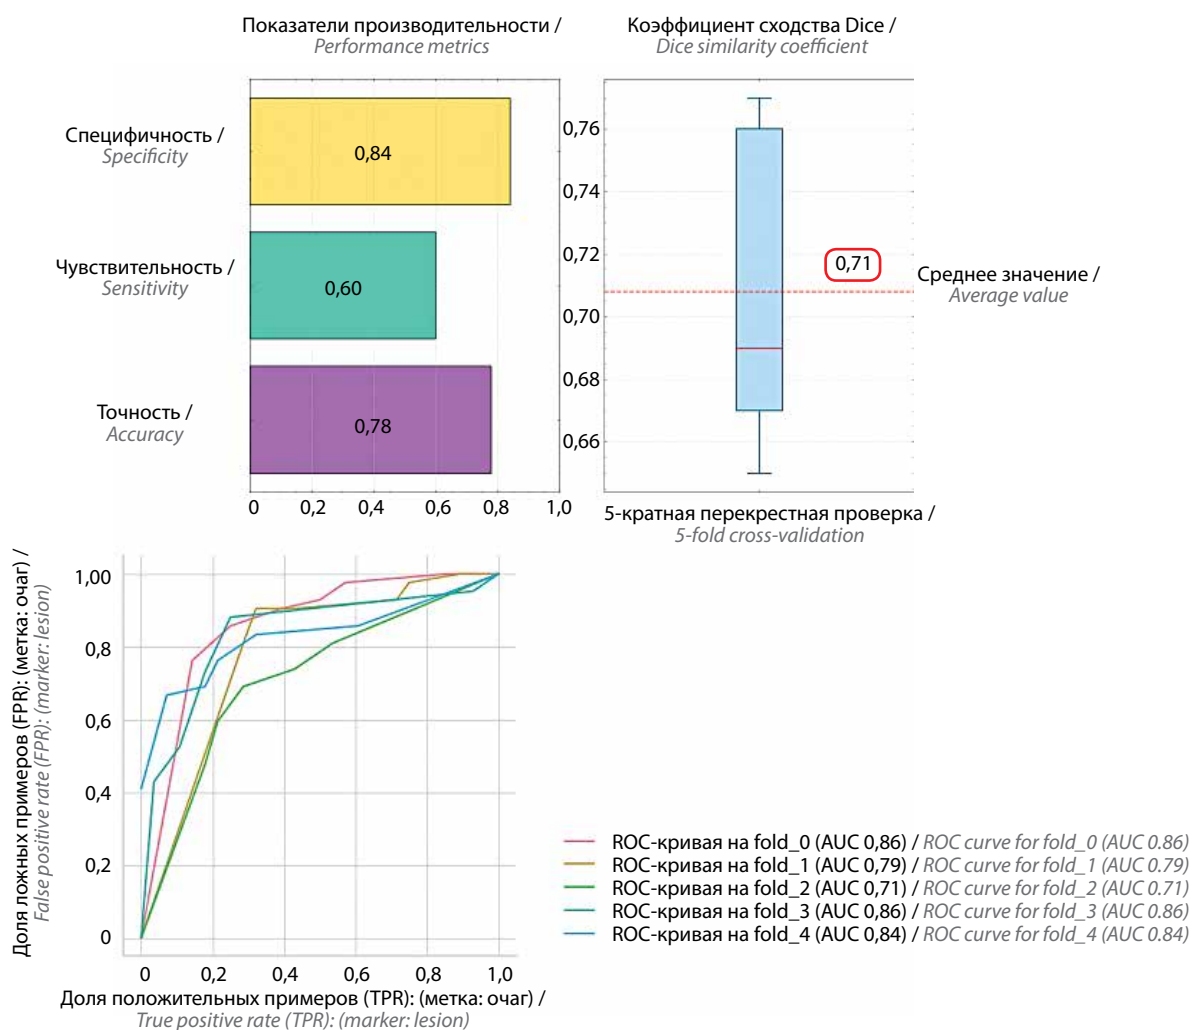 Показатели производительности /
Performance metrics
Специфичность /
Specificity
0,84
Чувствительность /
Sensitivity
0,60
Точность /
Accuracy
0,78
0 0,2 0,4 0,6 0,8 1,0
Коэффициент сходства Dice /
Dice similarity coefficient
0,76
0,74
0,72
0,70
0,68
0,66
0,71
Среднее значение /
Average value
5-кратная перекрестная проверка /
5-fold cross-validation
Доля ложных примеров (FPR): (метка: очаг) /
False positive rate (FPR): (marker: lesion)
1,00
0,8
0,6
0,4
0,2
0
0 0,2 0,4 0,6 0,8 1,0
Доля положительных примеров (TPR): (метка: очаг) /
True positive rate (TPR): (marker: lesion)
ROC-кривая на fold_0 (AUC 0,86) / ROC curve for fold_0 (AUC 0.86)
ROC-кривая на fold_1 (AUC 0,79) / ROC curve for fold_1 (AUC 0.79)
ROC-кривая на fold_2 (AUC 0,71) / ROC curve for fold_2 (AUC 0.71)
ROC-кривая на fold_3 (AUC 0,86) / ROC curve for fold_3 (AUC 0.86)
ROC-кривая на fold_4 (AUC 0,84) / ROC curve for fold_4 (AUC 0.84)